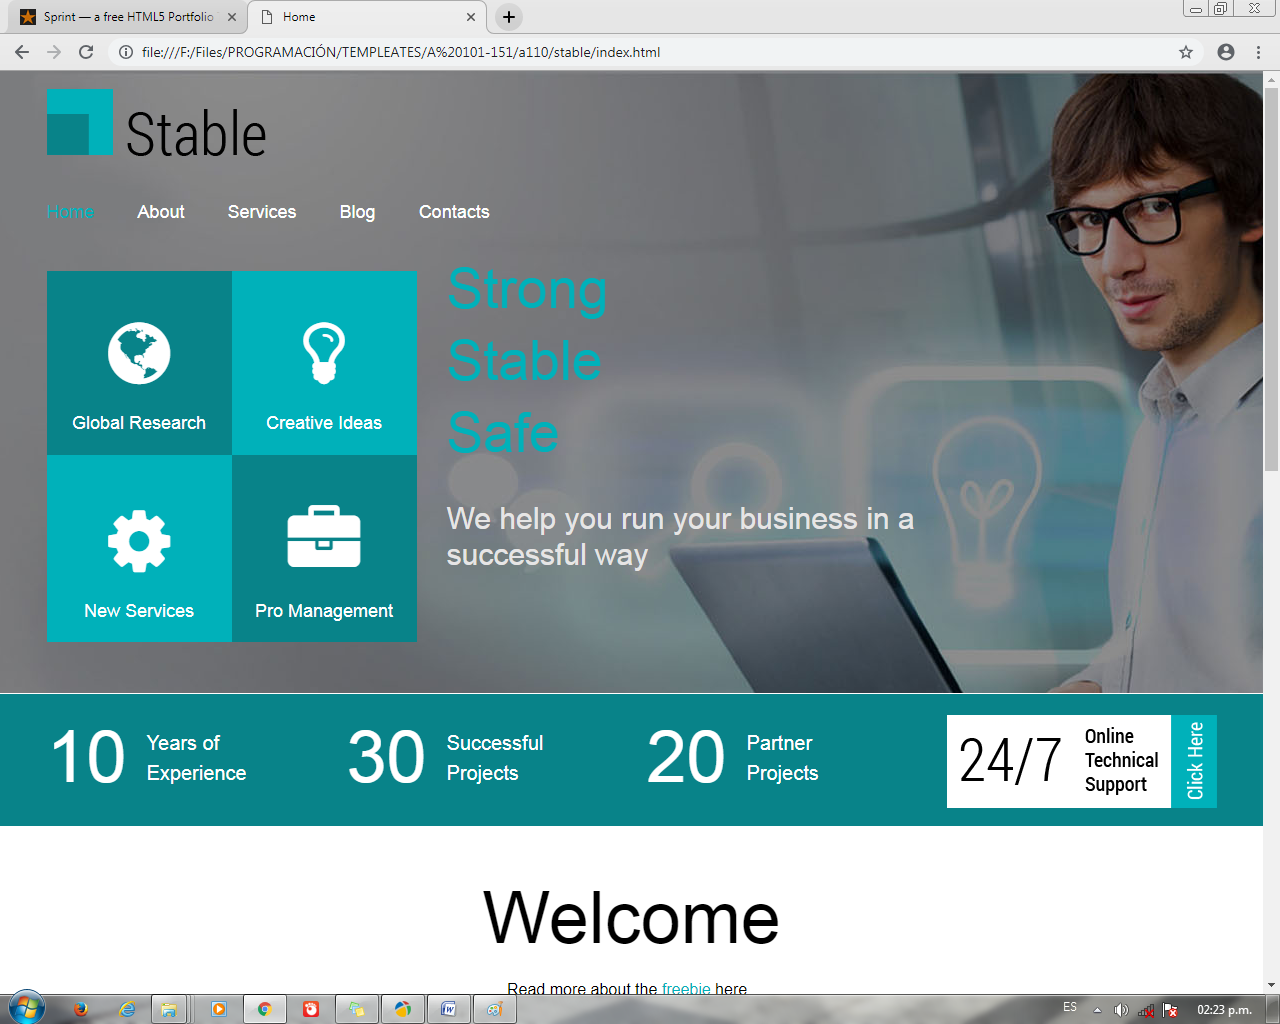 Sprint — a free HTML5 Portfolio
Home
file:///F:/Files/PROGRAMACIÓN/TEMPLEATES/A%20101-151/a110/stable/index.html
Stable
Home About Services Blog Contacts
Strong
Stable
Safe
Global Research
Creative Ideas
We help you run your business in a
successful way
New Services
Pro Management
10
Years of
Experience
30
Successful
Projects
20
Partner
Projects
24/7
Online
Technical
Support
Click Here
Welcome
Read more about the freebie here
ES
02:23 p.m.